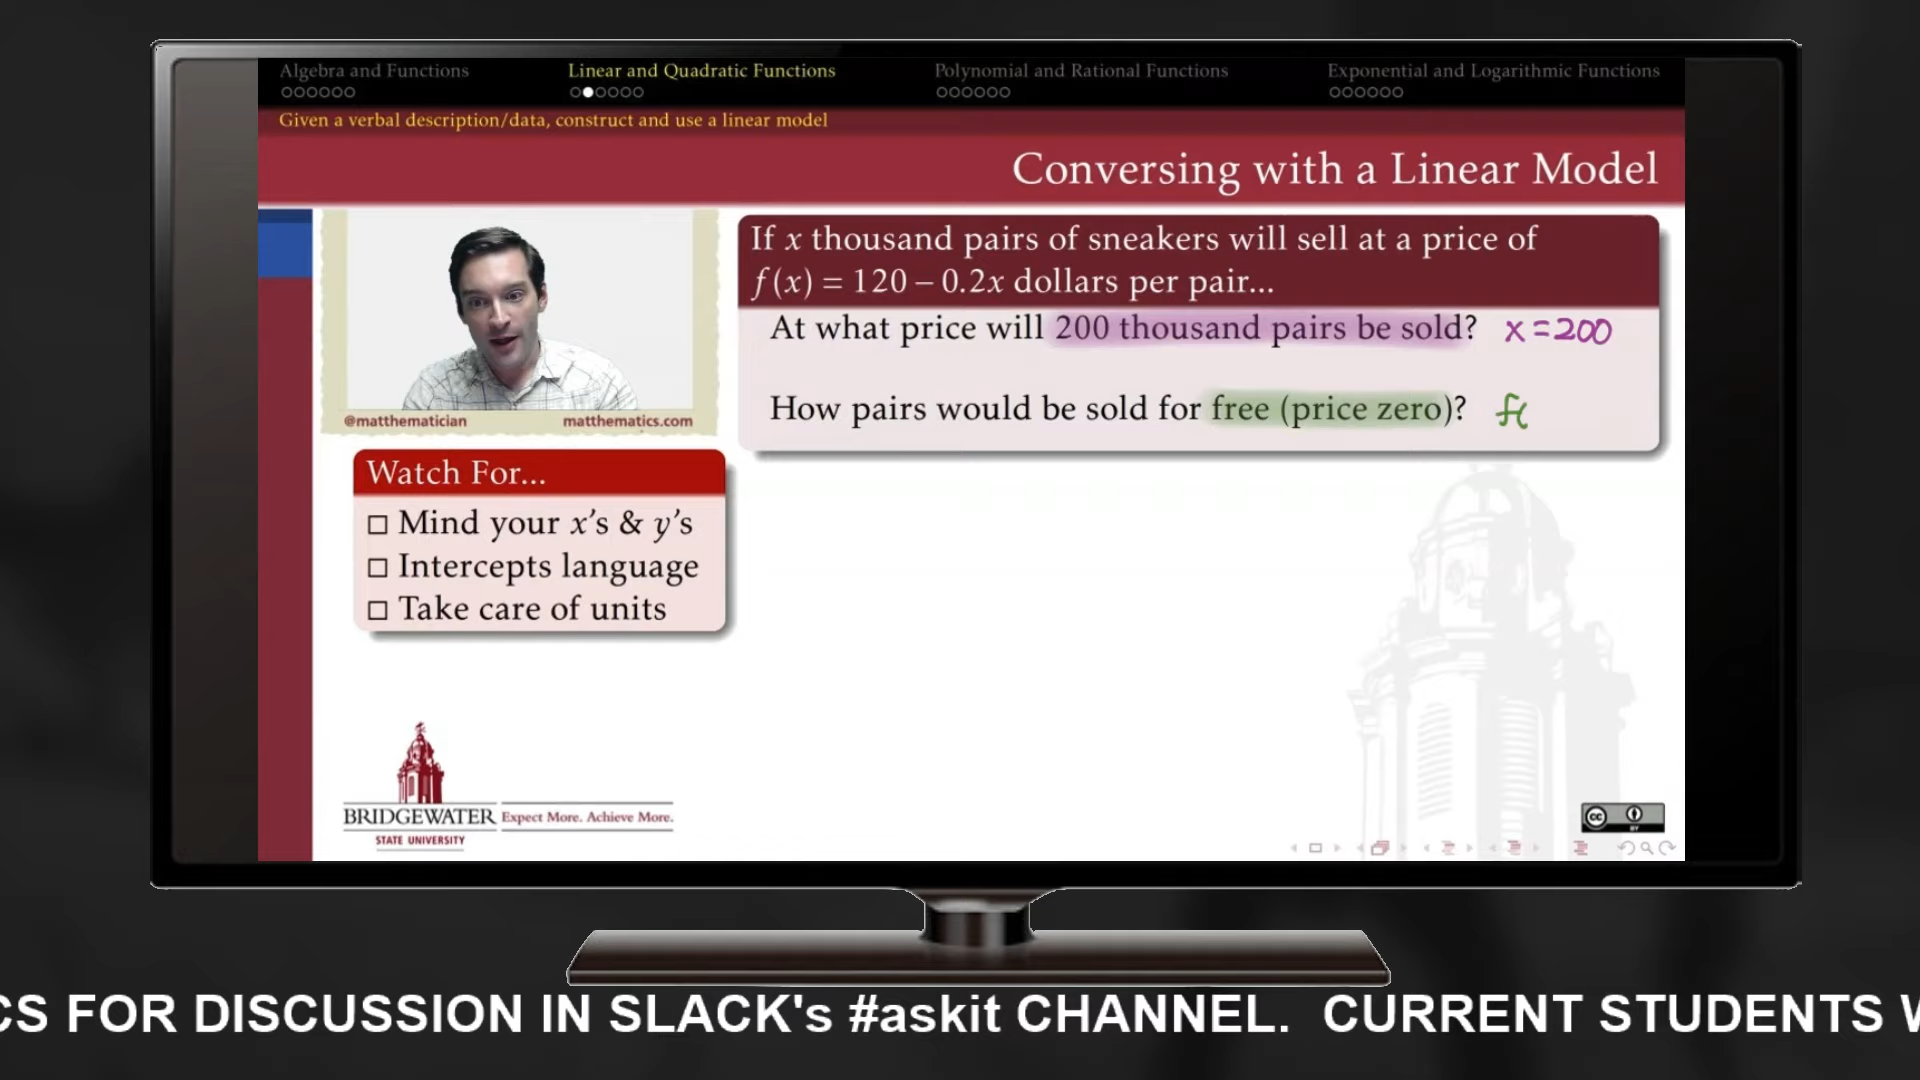 Algebra and Functions
Linear and Quadratic Functions
Polynomial and Rational Functions
Exponential and Logarithmic Functions
Given a verbal description/data, construct and use a linear model
Conversing with a Linear Model
If x thousand pairs of sneakers will sell at a price of
f(x) = 120 – 0.2x dollars per pair...
At what price will 200 thousand pairs be sold? x = 200
How pairs would be sold for free (price zero)? f(
@matthematician
matthematics.com
Watch For...
Mind your x's & y's
Intercepts language
Take care of units
BRIDGEWATER
STATE UNIVERSITY
Expect More. Achieve More.
cc
BY
CS FOR DISCUSSION IN SLACK's #askit CHANNEL. CURRENT STUDENTS W